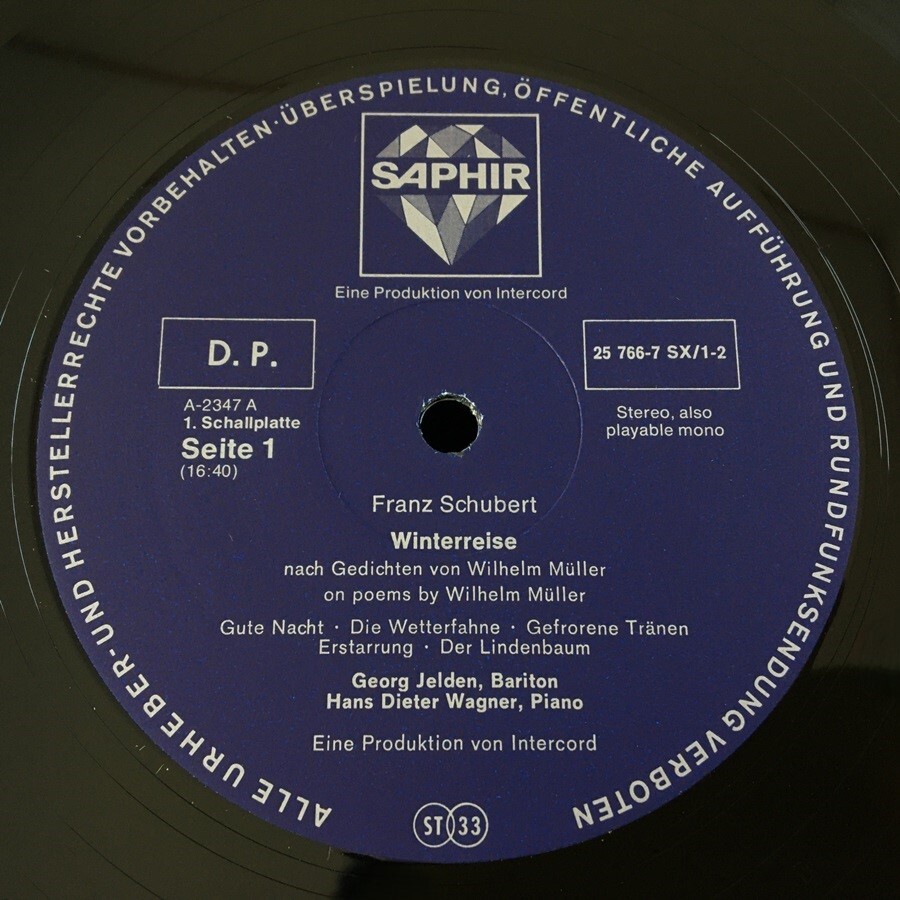 ALLE URHEBER- UND HERSTELLERRECHTE VORBEHALTEN · ÜBERSPIELUNG, ÖFFENTLICHE AUFFÜHRUNG UND RUNDFUNKSENDUNG VERBOTEN
SAPHIR
Eine Produktion von Intercord
D. P.
25 766-7 SX/1-2
A-2347 A
1. Schallplatte
Seite 1
(16:40)
Stereo, also
playable mono
Franz Schubert
Winterreise
nach Gedichten von Wilhelm Müller
on poems by Wilhelm Müller
Gute Nacht · Die Wetterfahne · Gefrorene Tränen
Erstarrung · Der Lindenbaum
Georg Jelden, Bariton
Hans Dieter Wagner, Piano
Eine Produktion von Intercord
ST 33